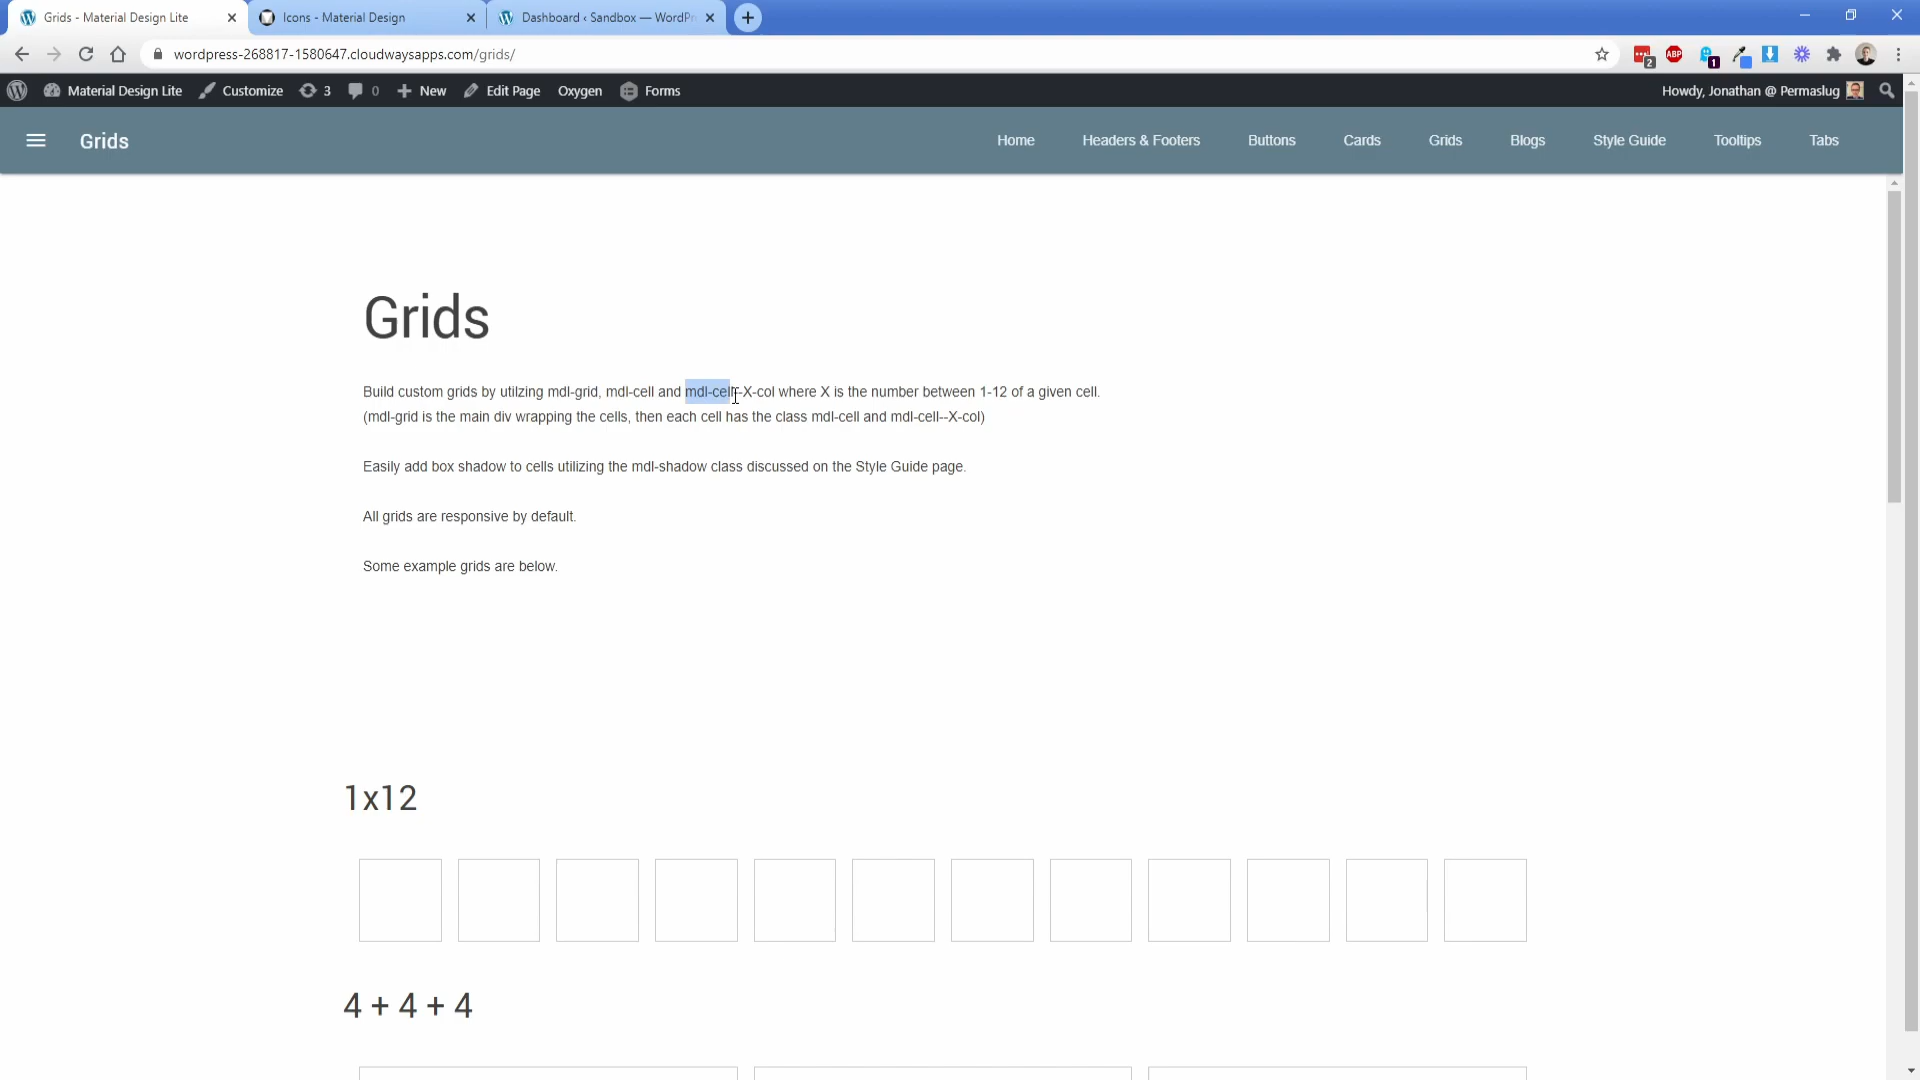 Grids - Material Design Lite
Icons - Material Design
Dashboard ‹ Sandbox — WordPr
wordpress-268817-1580647.cloudwaysapps.com/grids/
2
ABP
1
Material Design Lite
Customize
3
0
New
Edit Page
Oxygen
Forms
Howdy, Jonathan @ Permaslug
Grids
Home
Headers & Footers
Buttons
Cards
Grids
Blogs
Style Guide
Tooltips
Tabs
Grids
Build custom grids by utilzing mdl-grid, mdl-cell and mdl-cell--X-col where X is the number between 1-12 of a given cell.
(mdl-grid is the main div wrapping the cells, then each cell has the class mdl-cell and mdl-cell--X-col)
Easily add box shadow to cells utilizing the mdl-shadow class discussed on the Style Guide page.
All grids are responsive by default.
Some example grids are below.
1x12
4 + 4 + 4